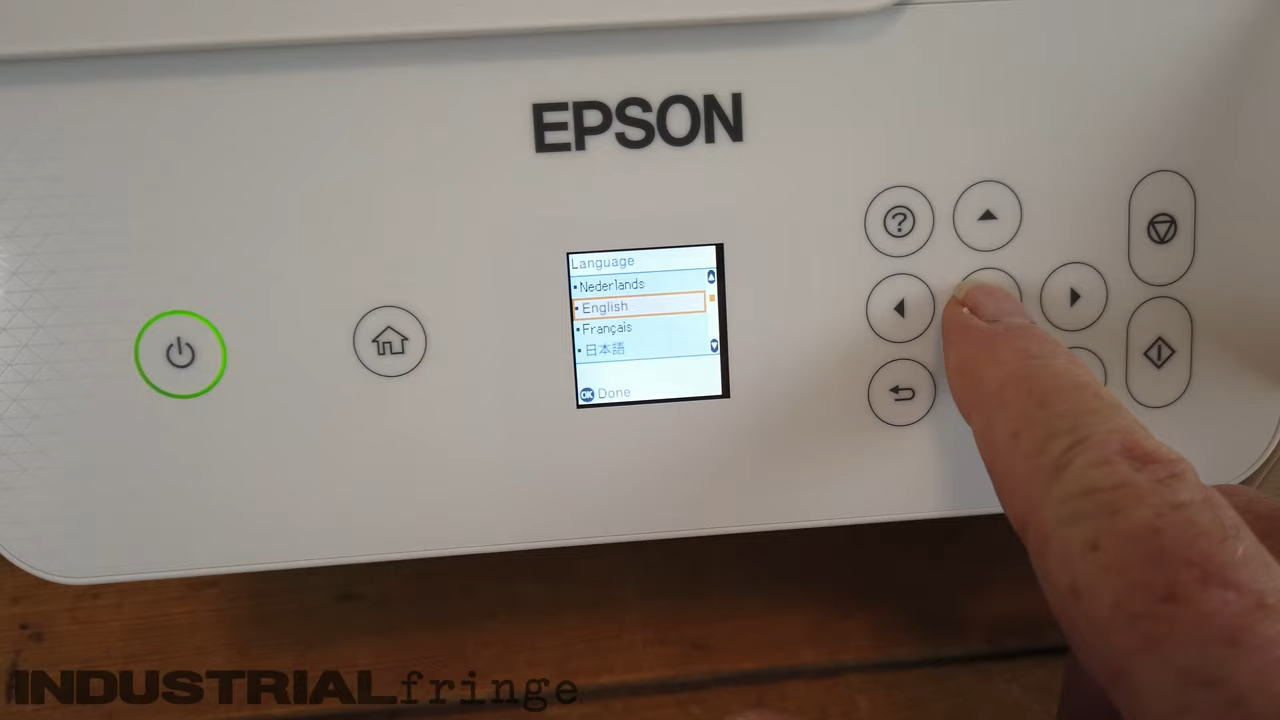 EPSON
Language
Nederlands
English
Français
日本語
OK Done
?
INDUSTRIALfringe